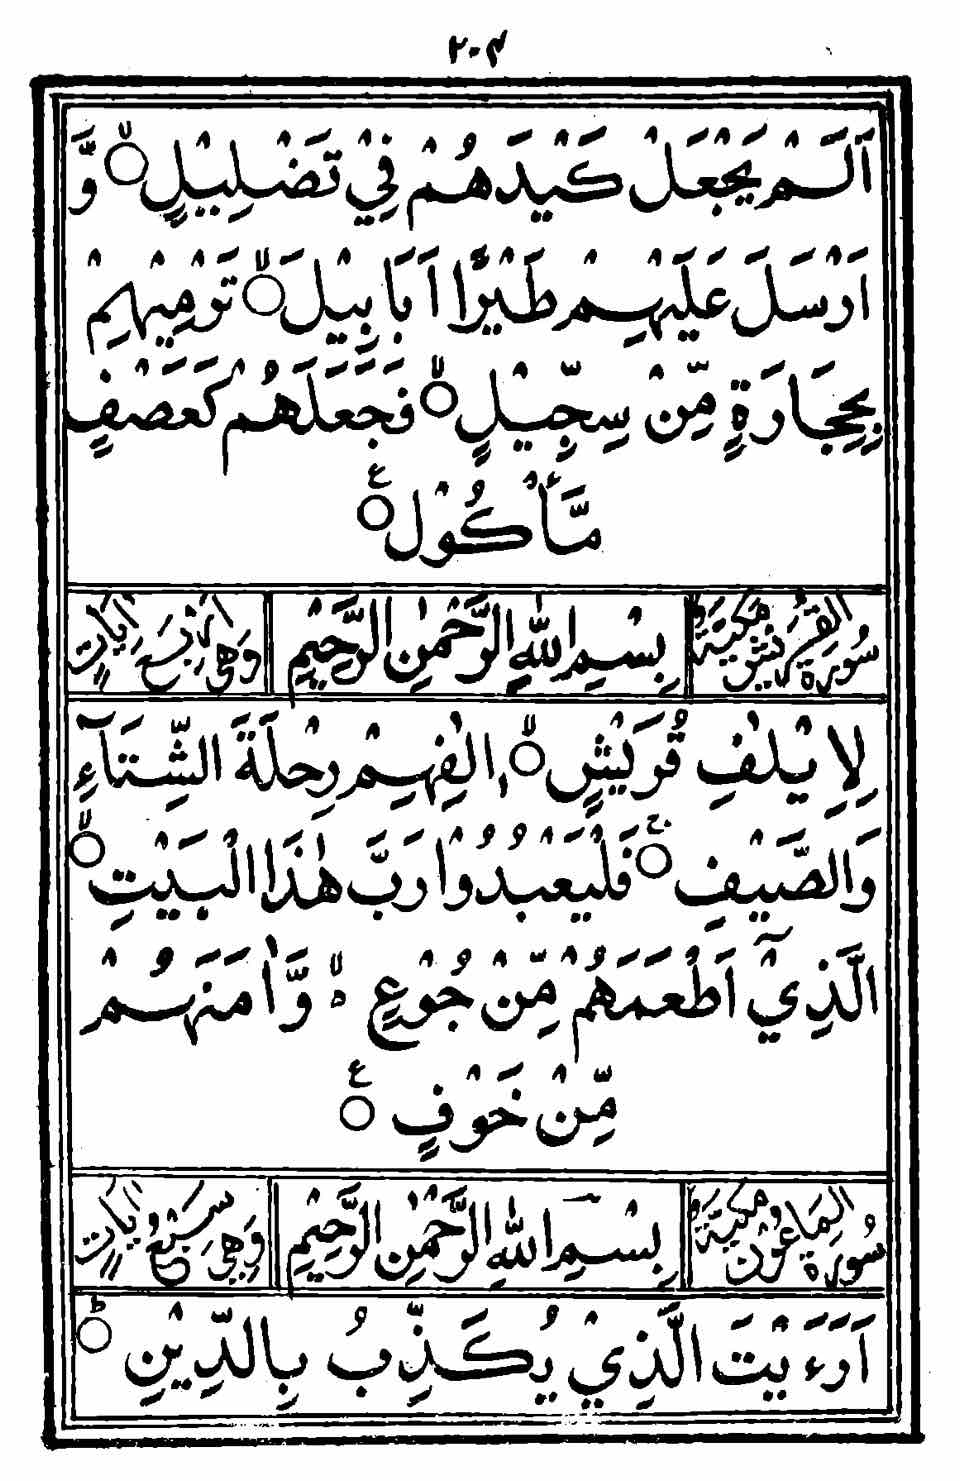 ٢٠٤
اَلَمْ يَجْعَلْ كَيْدَهُمْ فِيْ تَضْلِيْلٍ ۙ وَّ
اَرْسَلَ عَلَيْهِمْ طَيْرًا اَبَابِيْلَ ۙ تَرْمِيْهِمْ
بِحِجَارَةٍ مِّنْ سِجِّيْلٍ ۙ فَجَعَلَهُمْ كَعَصْفٍ
مَّأْكُوْلٍ ع
سُوْرَةُ الْقُرَيْشِ مَكِّيَّةٌ بِسْمِ اللّٰهِ الرَّحْمٰنِ الرَّحِيْمِ وَهِيَ اَرْبَعُ اٰيَاتٍ
لِاِيْلٰفِ قُرَيْشٍ ۙ اٖلٰفِهِمْ رِحْلَةَ الشِّتَآءِ
وَالصَّيْفِ ۚ فَلْيَعْبُدُوْا رَبَّ هٰذَا الْبَيْتِ ۙ
الَّذِيْۤ اَطْعَمَهُمْ مِّنْ جُوْعٍ ۙ وَّاٰمَنَهُمْ
مِّنْ خَوْفٍ ع
سُوْرَةُ الْمَاعُوْنِ مَكِّيَّةٌ بِسْمِ اللّٰهِ الرَّحْمٰنِ الرَّحِيْمِ وَهِيَ سَبْعُ اٰيَاتٍ
اَرَءَيْتَ الَّذِيْ يُكَذِّبُ بِالدِّيْنِ ؕ